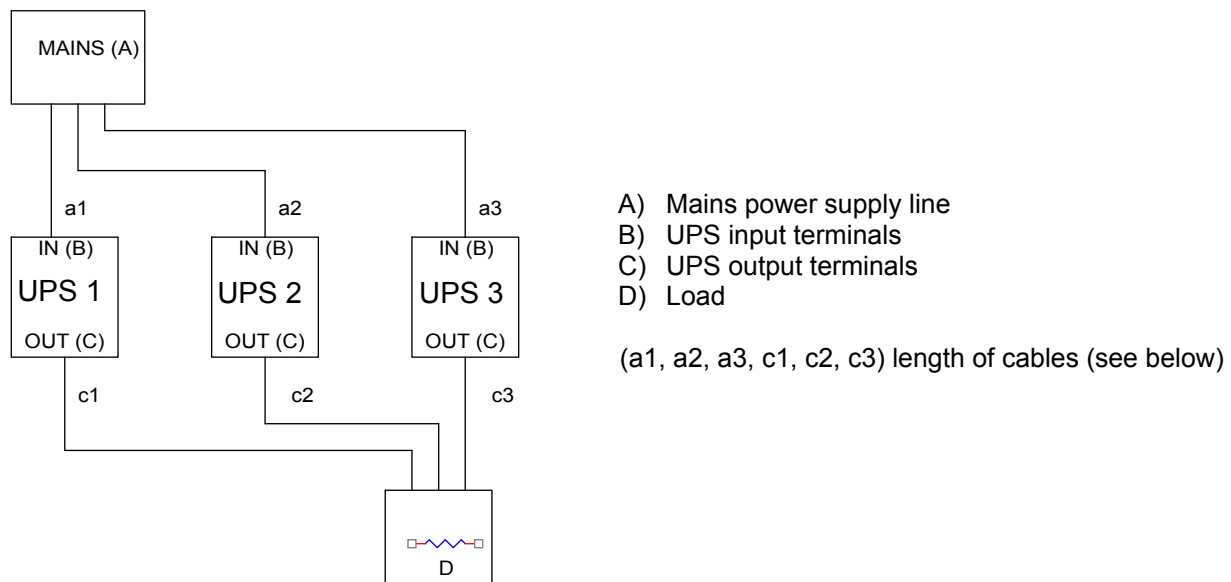 MAINS (A)
a1
a2
a3
IN (B)
IN (B)
IN (B)
UPS 1
UPS 2
UPS 3
OUT (C)
OUT (C)
OUT (C)
c1
c2
c3
D
A) Mains power supply line
B) UPS input terminals
C) UPS output terminals
D) Load
(a1, a2, a3, c1, c2, c3) length of cables (see below)